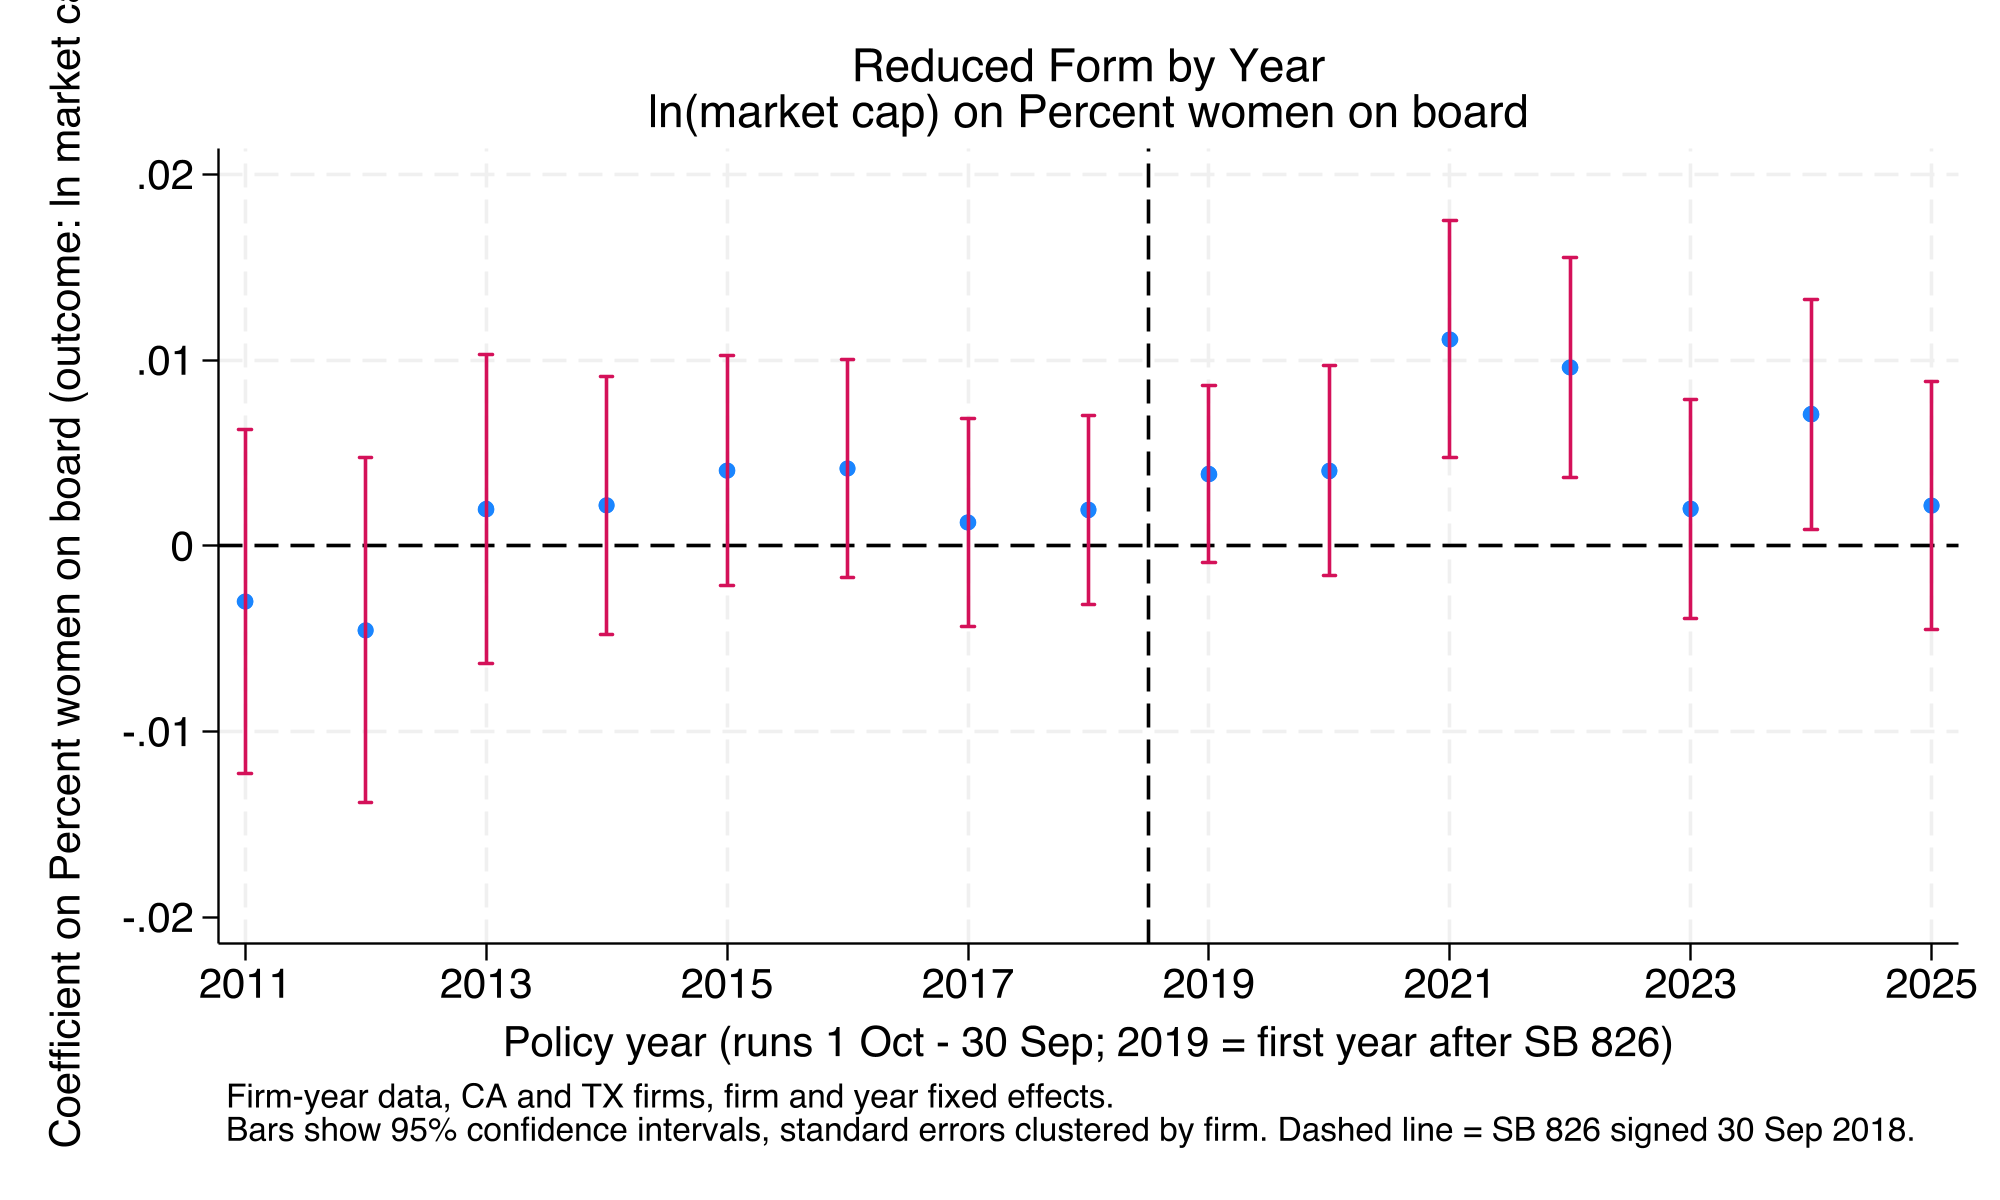 Reduced Form by Year
ln(market cap) on Percent women on board
Coefficient on Percent women on board (outcome: ln market
.02
.01
0
-.01
-.02
2011 2013 2015 2017 2019 2021 2023 2025
Policy year (runs 1 Oct - 30 Sep; 2019 = first year after SB 826)
Firm-year data, CA and TX firms, firm and year fixed effects.
Bars show 95% confidence intervals, standard errors clustered by firm. Dashed line = SB 826 signed 30 Sep 2018.